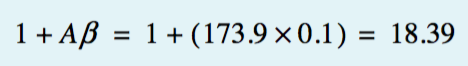 1 + Aβ = 1 + (173.9 × 0.1) = 18.39